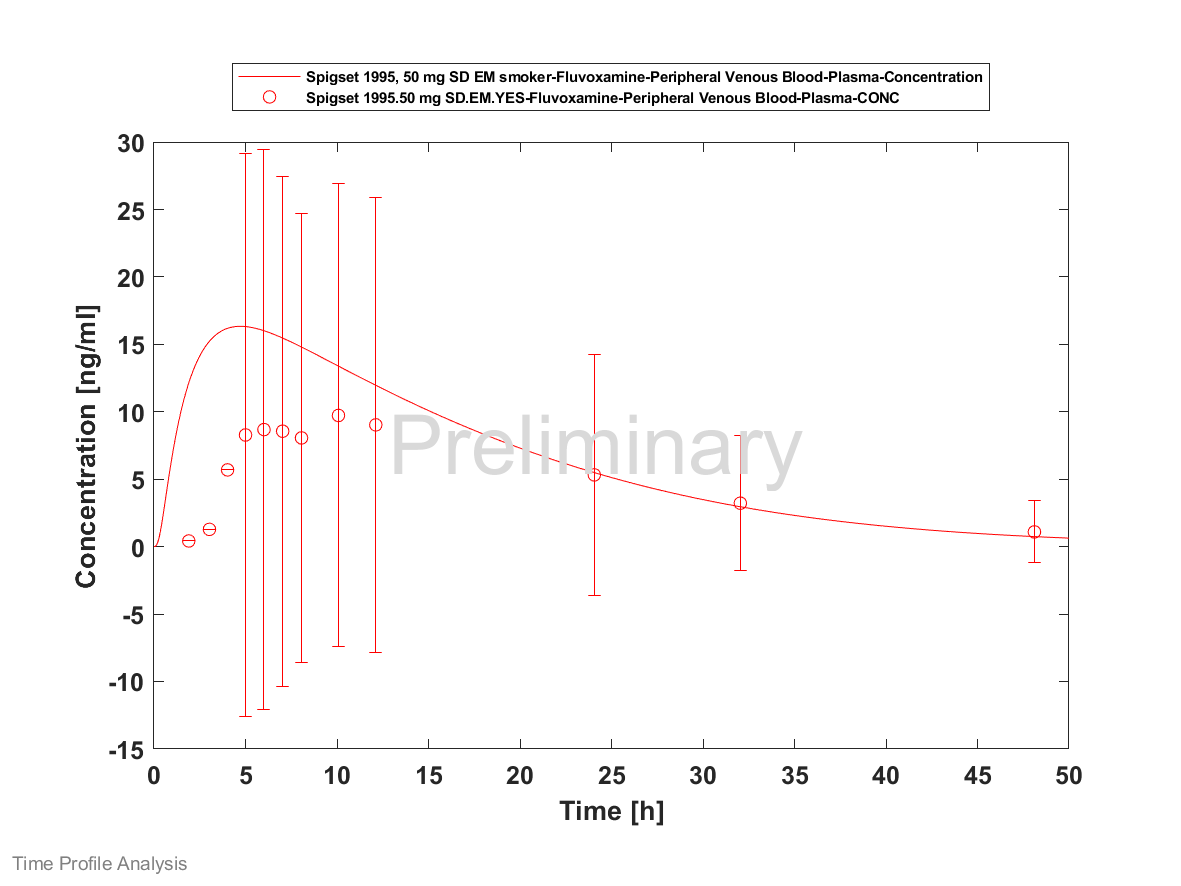 Spigset 1995, 50 mg SD EM smoker-Fluvoxamine-Peripheral Venous Blood-Plasma-Concentration
Spigset 1995.50 mg SD.EM.YES-Fluvoxamine-Peripheral Venous Blood-Plasma-CONC
30
25
20
15
10
5
0
-5
-10
-15
Concentration [ng/ml]
Preliminary
0 5 10 15 20 25 30 35 40 45 50
Time [h]
Time Profile Analysis